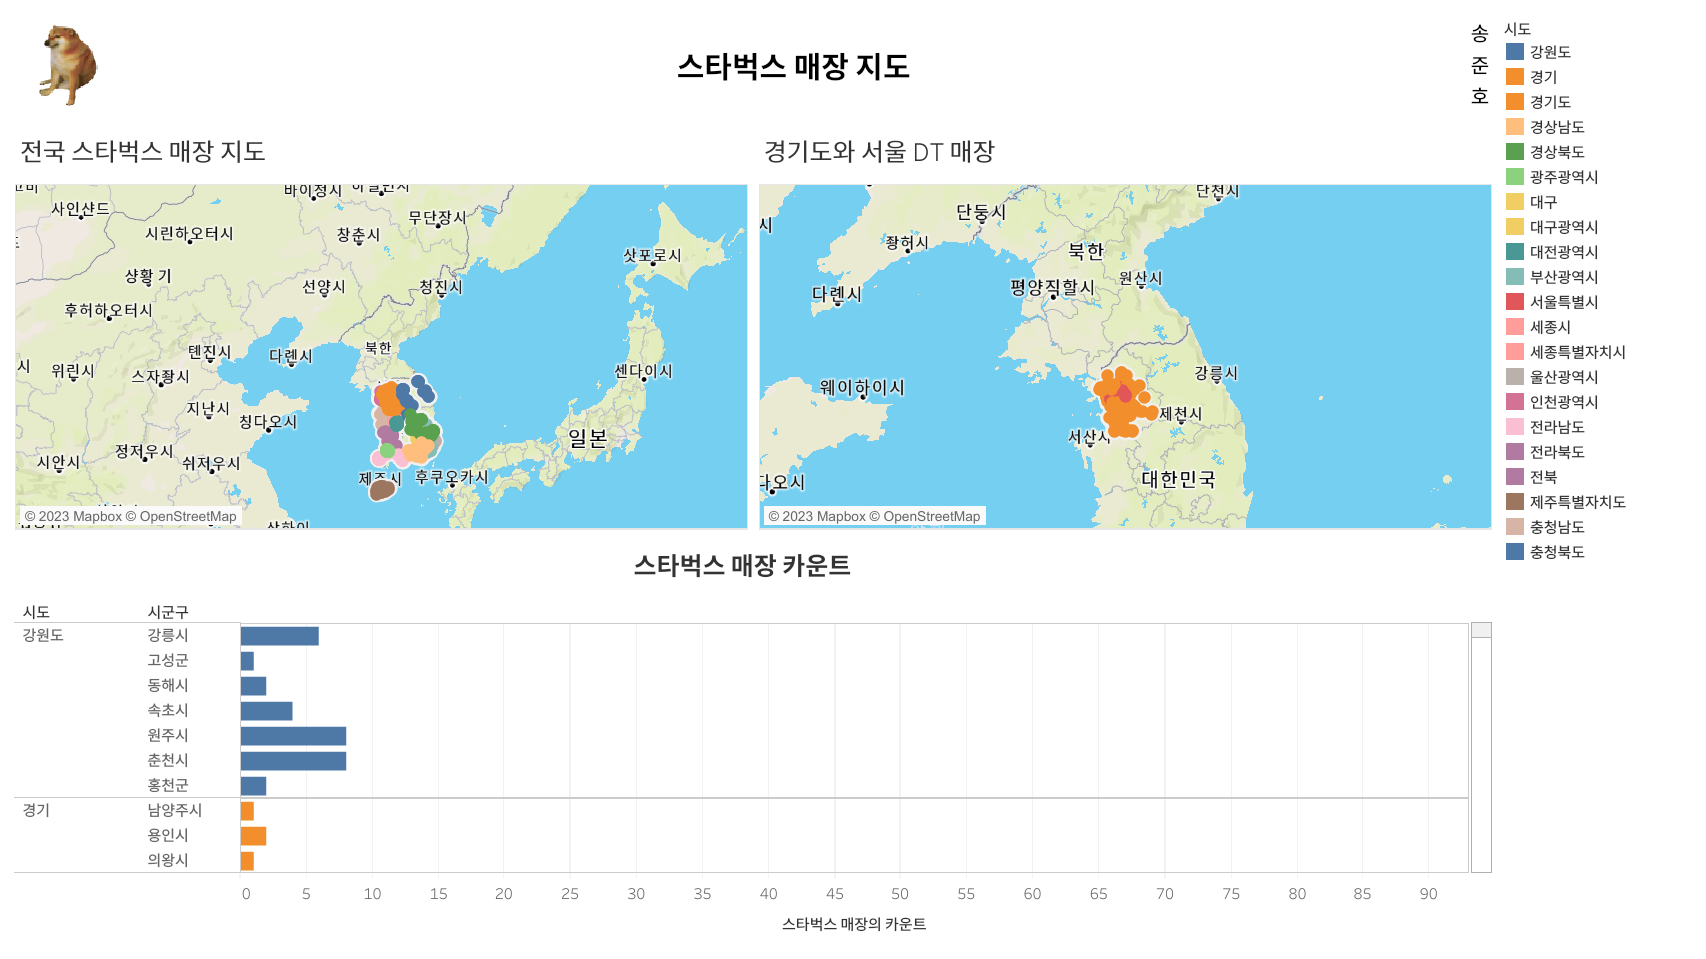 스타벅스 매장 지도
송
준
호
전국 스타벅스 매장 지도
바이청시
사인샨드
무단장시
시린하오터시
창춘시
삿포로시
샹황 기
선양시
청진시
후허하오터시
북한
톈진시
다롄시
위린시
스자좡시
센다이시
지난시
칭다오시
일본
정저우시
시안시
쉬저우시
후쿠오카시
© 2023 Mapbox © OpenStreetMap
경기도와 서울 DT 매장
단천시
단둥시
좡허시
북한
원산시
평양직할시
다롄시
강릉시
웨이하이시
제천시
서산시
대한민국
© 2023 Mapbox © OpenStreetMap
시도
강원도
경기
경기도
경상남도
경상북도
광주광역시
대구
대구광역시
대전광역시
부산광역시
서울특별시
세종시
세종특별자치시
울산광역시
인천광역시
전라남도
전라북도
전북
제주특별자치도
충청남도
충청북도
스타벅스 매장 카운트
시도 시군구
강원도 강릉시
고성군
동해시
속초시
원주시
춘천시
홍천군
경기 남양주시
용인시
의왕시
0 5 10 15 20 25 30 35 40 45 50 55 60 65 70 75 80 85 90
스타벅스 매장의 카운트